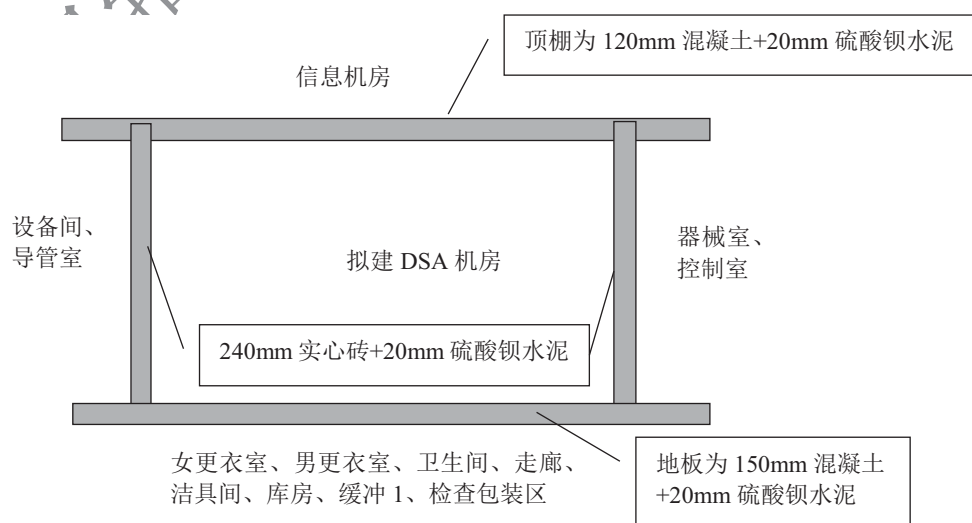 顶棚为 120mm 混凝土+20mm 硫酸钡水泥
信息机房
设备间、
导管室
拟建 DSA 机房
器械室、
控制室
240mm 实心砖+20mm 硫酸钡水泥
女更衣室、男更衣室、卫生间、走廊、
洁具间、库房、缓冲 1、检查包装区
地板为 150mm 混凝土
+20mm 硫酸钡水泥